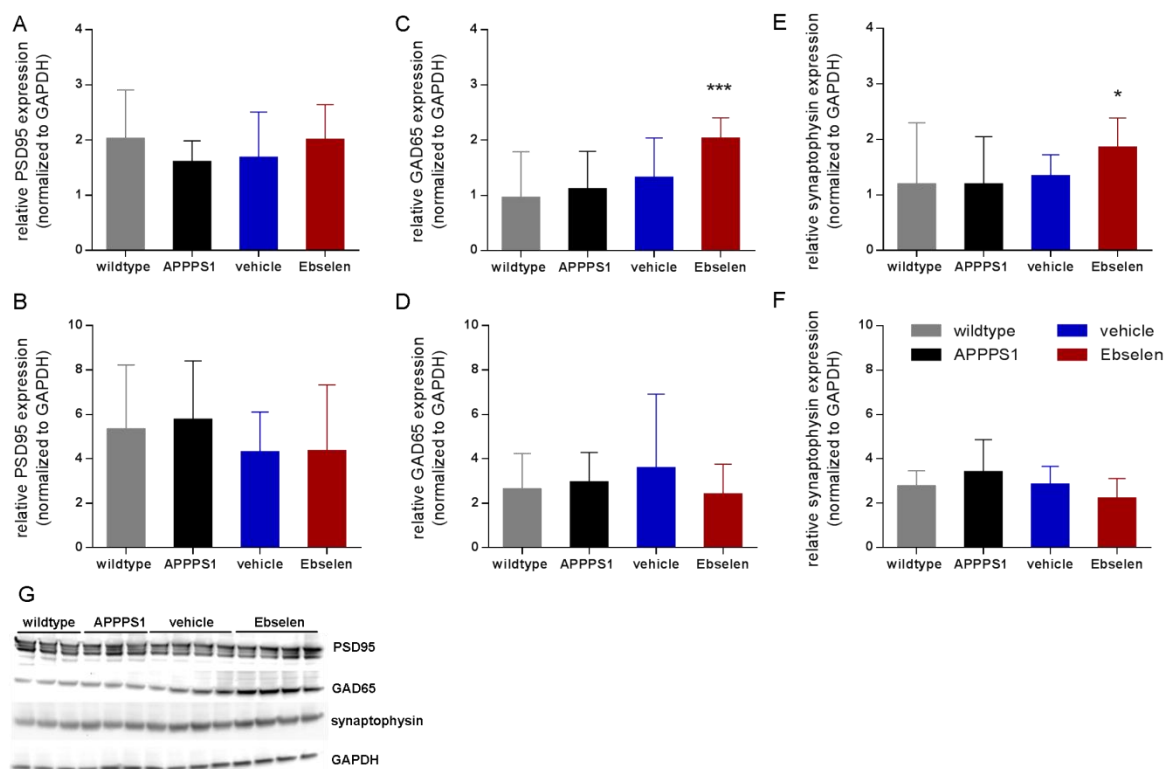 A
relative PSD95 expression
(normalized to GAPDH)
4
3
2
1
0
wildtype APPPS1 vehicle Ebselen
C
relative GAD65 expression
(normalized to GAPDH)
4
3
2
1
0
***
wildtype APPPS1 vehicle Ebselen
E
relative synaptophysin expression
(normalized to GAPDH)
4
3
2
1
0
*
wildtype APPPS1 vehicle Ebselen
B
relative PSD95 expression
(normalized to GAPDH)
10
8
6
4
2
0
wildtype APPPS1 vehicle Ebselen
D
relative GAD65 expression
(normalized to GAPDH)
10
8
6
4
2
0
wildtype APPPS1 vehicle Ebselen
F
relative synaptophysin expression
(normalized to GAPDH)
10
8
6
4
2
0
wildtype vehicle
APPPS1 Ebselen
wildtype APPPS1 vehicle Ebselen
G
wildtype APPPS1 vehicle Ebselen
PSD95
GAD65
synaptophysin
GAPDH